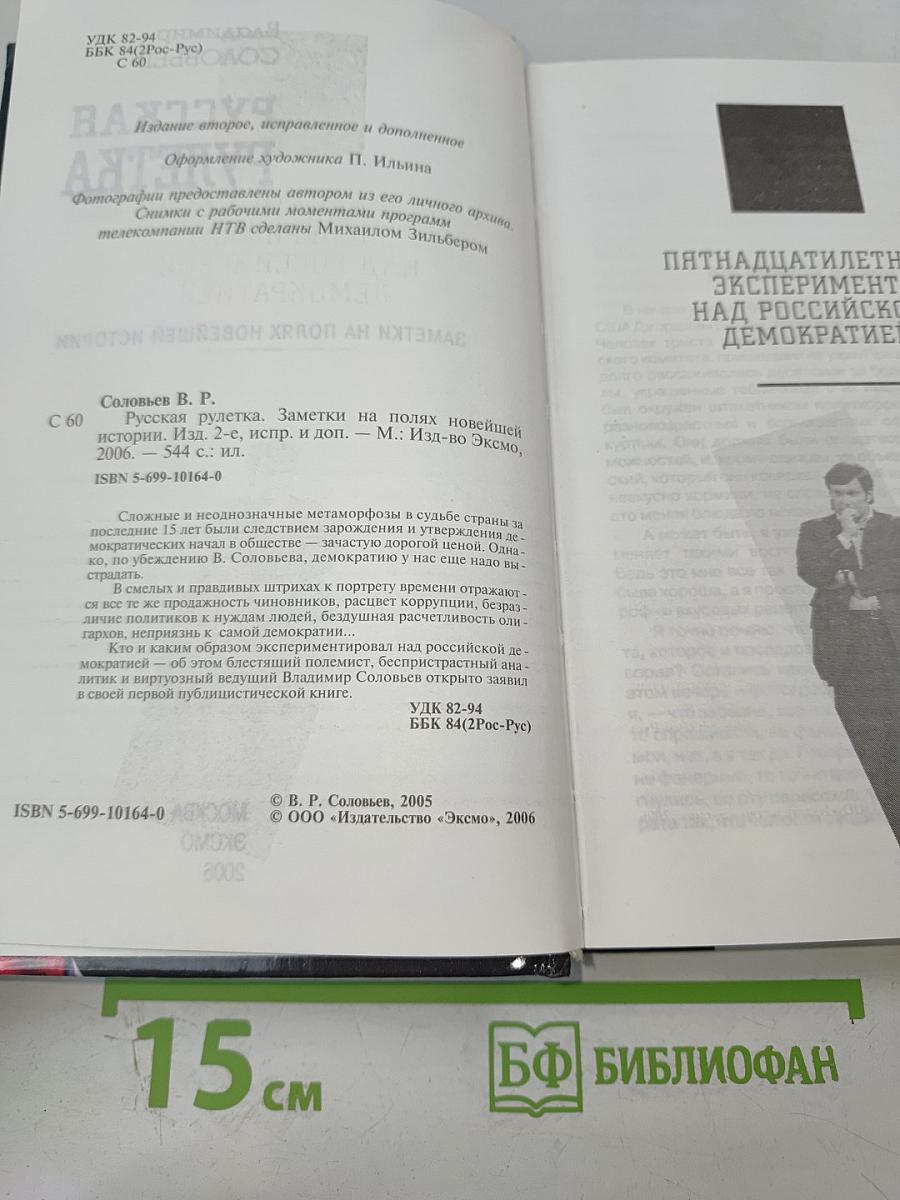 УДК 82-94
ББК 84(2Рос-Рус)
С 60
Издание второе, исправленное и дополненное
Оформление художника П. Ильина
Фотографии предоставлены автором из его личного архива.
Снимки с рабочими моментами программ
телекомпании НТВ сделаны Михаилом Зильбером
Соловьев В. Р.
С 60 Русская рулетка. Заметки на полях новейшей
истории. Изд. 2-е, испр. и доп. — М.: Изд-во Эксмо,
2006. — 544 с.: ил.
ISBN 5-699-10164-0
Сложные и неоднозначные метаморфозы в судьбе страны за
последние 15 лет были следствием зарождения и утверждения де-
мократических начал в обществе — зачастую дорогой ценой. Одна-
ко, по убеждению В. Соловьева, демократию у нас еще надо вы-
страдать.
В смелых и правдивых штрихах к портрету времени отражают-
ся все те же продажность чиновников, расцвет коррупции, безраз-
личие политиков к нуждам людей, бездушная расчетливость оли-
гархов, неприязнь к самой демократии...
Кто и каким образом экспериментировал над российской де-
мократией — об этом блестящий полемист, беспристрастный ана-
литик и виртуозный ведущий Владимир Соловьев открыто заявил
в своей первой публицистической книге.
УДК 82-94
ББК 84(2Рос-Рус)
ISBN 5-699-10164-0
© В. Р. Соловьев, 2005
© ООО «Издательство «Эксмо», 2006
ПЯТНАДЦАТИЛЕТН
ЭКСПЕРИМЕНТ
НАД РОССИЙСКО
ДЕМОКРАТИЕЙ
15 см
БФ БИБЛИОФАН